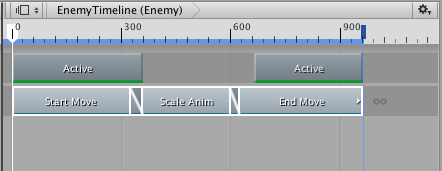 EnemyTimeline (Enemy)
0 300 600 900
Active Active
Start Move Scale Anim End Move